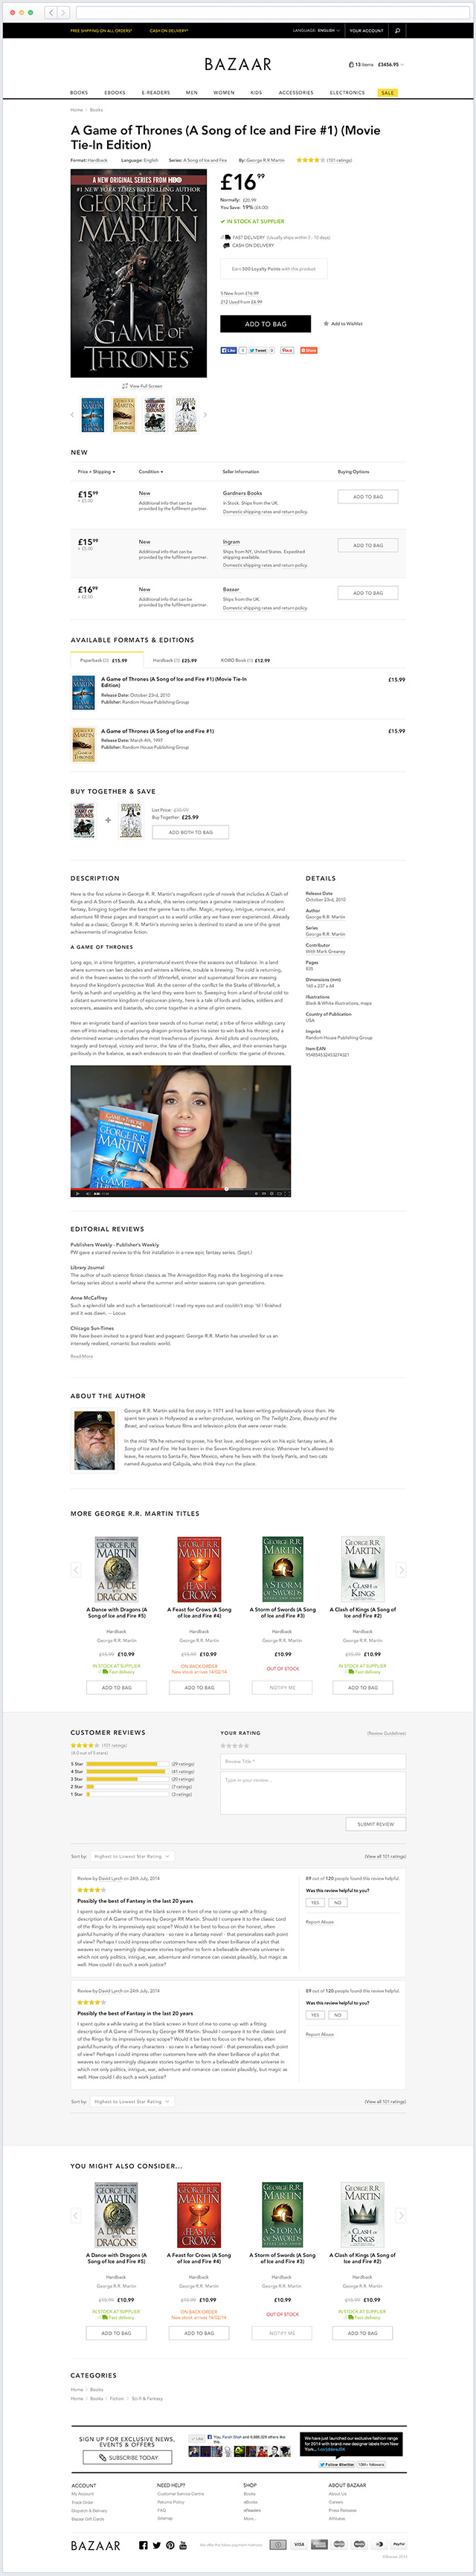 FREE SHIPPING ON ALL ORDERS*
CASH ON DELIVERY*
LANGUAGE: ENGLISH
YOUR ACCOUNT
BAZAAR
13 items £3456.95
BOOKS EBOOKS E-READERS MEN WOMEN KIDS ACCESSORIES ELECTRONICS SALE
Home > Books
A Game of Thrones (A Song of Ice and Fire #1) (Movie
Tie-In Edition)
Format: Hardback Language: English Series: A Song of Ice and Fire By: George R.R Martin (101 ratings)
A NEW ORIGINAL SERIES FROM HBO
#1 NEW YORK TIMES BESTSELLING AUTHOR
GEORGE R.R.
MARTIN
A GAME OF
THRONES
£16.99
Normally: £20.99
You Save: 19% (£4.00)
IN STOCK AT SUPPLIER
FAST DELIVERY (Usually ships within 7 - 10 days)
CASH ON DELIVERY
Earn 500 Loyalty Points with this product
5 New from £16.99
212 Used from £8.99
ADD TO BAG
Add to Wishlist
Like 0 Tweet 0 Pin it Share
View Full Screen
NEW
Price + Shipping Condition Seller Information Buying Options
£15.99
+ £5.00
New
Additional info that can be
provided by the fulfilment partner.
Gardners Books
In Stock. Ships from the UK.
Domestic shipping rates and return policy.
ADD TO BAG
£15.99
+ £5.00
New
Additional info that can be
provided by the fulfilment partner.
Ingram
Ships from NY, United States. Expedited
shipping available.
Domestic shipping rates and return policy.
ADD TO BAG
£16.99
+ £2.00
New
Additional info that can be
provided by the fulfilment partner.
Bazaar
Ships from the UK.
Domestic shipping rates and return policy.
ADD TO BAG
AVAILABLE FORMATS & EDITIONS
Paperback (2) £15.99 Hardback (1) £25.99 KOBO Book (1) £12.99
A Game of Thrones (A Song of Ice and Fire #1) (Movie Tie-In
Edition)
£15.99
Release Date: October 23rd, 2010
Publisher: Random House Publishing Group
A Game of Thrones (A Song of Ice and Fire #1)
£15.99
Release Date: March 4th, 1997
Publisher: Random House Publishing Group
BUY TOGETHER & SAVE
List Price: £30.99
Buy Together: £25.99
ADD BOTH TO BAG
DESCRIPTION
Here is the first volume in George R. R. Martin's magnificent cycle of novels that includes A Clash of
Kings and A Storm of Swords. As a whole, this series comprises a genuine masterpiece of modern
fantasy, bringing together the best the genre has to offer. Magic, mystery, intrigue, romance, and
adventure fill these pages and transport us to a world unlike any we have ever experienced. Already
hailed as a classic, George R. R. Martin's stunning series is destined to stand as one of the great
achievements of imaginative fiction.
A GAME OF THRONES
Long ago, in a time forgotten, a preternatural event threw the seasons out of balance. In a land
where summers can last decades and winters a lifetime, trouble is brewing. The cold is returning,
and in the frozen wastes to the north of Winterfell, sinister and supernatural forces are massing
beyond the kingdom's protective Wall. At the center of the conflict lie the Starks of Winterfell, a
family as harsh and unyielding as the land they were born to. Sweeping from a land of brutal cold to
a distant summertime kingdom of epicurean plenty, here is a tale of lords and ladies, soldiers and
sorcerers, assassins and bastards, who come together in a time of grim omens.
Here an enigmatic band of warriors bear swords of no human metal; a tribe of fierce wildlings carry
men off into madness; a cruel young dragon prince barters his sister to win back his throne; and a
determined woman undertakes the most treacherous of journeys. Amid plots and counterplots,
tragedy and betrayal, victory and terror, the fate of the Starks, their allies, and their enemies hangs
perilously in the balance, as each endeavors to win that deadliest of conflicts: the game of thrones.
DETAILS
Release Date
October 23rd, 2010
Author
George R.R. Martin
Series
George R.R. Martin
Contributor
With Mark Greaney
Pages
835
Dimensions (mm)
160 x 237 x 64
Illustrations
Black & White illustrations, maps
Country of Publication
USA
Imprint
Random House Publishing Group
Item EAN
9548545324S3274321
EDITORIAL REVIEWS
Publishers Weekly - Publisher's Weekly
PW gave a starred review to this first installation in a new epic fantasy series. (Sept.)
Library Journal
The author of such science fiction classics as The Armageddon Rag marks the beginning of a new
fantasy series about a world where the summer and winter seasons can span generations.
Anne McCaffrey
Such a splendid tale and such a fantasticorical! I read my eyes out and couldn't stop 'til I finished
and it was dawn. -- Locus
Chicago Sun-Times
We have been invited to a grand feast and pageant: George R.R. Martin has unveiled for us an
intensely realized, romantic but realistic world.
Read More
ABOUT THE AUTHOR
George R.R. Martin sold his first story in 1971 and has been writing professionally since then. He
spent ten years in Hollywood as a writer-producer, working on The Twilight Zone, Beauty and the
Beast, and various feature films and television pilots that were never made.
In the mid '90s he returned to prose, his first love, and began work on his epic fantasy series, A
Song of Ice and Fire. He has been in the Seven Kingdoms ever since. Whenever he's allowed to
leave, he returns to Santa Fe, New Mexico, where he lives with the lovely Parris, and two cats
named Augustus and Caligula, who think they run the place.
MORE GEORGE R.R. MARTIN TITLES
A Dance with Dragons (A
Song of Ice and Fire #5)
Hardback
George R.R. Martin
£15.99 £10.99
IN STOCK AT SUPPLIER
Fast delivery
ADD TO BAG
A Feast for Crows (A Song
of Ice and Fire #4)
Hardback
George R.R. Martin
£15.99 £10.99
ON BACK ORDER
New stock arrives 14/02/14
ADD TO BAG
A Storm of Swords (A Song
of Ice and Fire #3)
Hardback
George R.R. Martin
£10.99
OUT OF STOCK
NOTIFY ME
A Clash of Kings (A Song of
Ice and Fire #2)
Hardback
George R.R. Martin
£15.99 £10.99
IN STOCK AT SUPPLIER
Fast delivery
ADD TO BAG
CUSTOMER REVIEWS
(101 ratings)
(4.0 out of 5 stars)
5 Star (29 ratings)
4 Star (41 ratings)
3 Star (20 ratings)
2 Star (7 ratings)
1 Star (3 ratings)
YOUR RATING
(Review Guidelines)
Review Title *
Type in your review...
SUBMIT REVIEW
Sort by: Highest to Lowest Star Rating
(View all 101 ratings)
Review by David Lynch on 24th July, 2014
Possibly the best of Fantasy in the last 20 years
I spent quite a while staring at the blank screen in front of me to come up with a fitting
description of A Game of Thrones by George RR Martin. Should I compare it to the classic Lord
of the Rings for its impressively epic scope? Would it be best to focus on the honest, often
painful humanity of the many characters - so rare in a fantasy novel - that personalises each point
of view? Perhaps I could impress other customers here with the sheer brilliance of a plot that
weaves so many seemingly disparate stories together to form a believable alternate universe in
which not only politics, intrigue, war, adventure and romance can coexist plausibly, but magic as
well. How could I do such a work justice?
89 out of 120 people found this review helpful.
Was this review helpful to you?
YES NO
Report Abuse
Review by David Lynch on 24th July, 2014
Possibly the best of Fantasy in the last 20 years
I spent quite a while staring at the blank screen in front of me to come up with a fitting
description of A Game of Thrones by George RR Martin. Should I compare it to the classic Lord
of the Rings for its impressively epic scope? Would it be best to focus on the honest, often
painful humanity of the many characters - so rare in a fantasy novel - that personalises each point
of view? Perhaps I could impress other customers here with the sheer brilliance of a plot that
weaves so many seemingly disparate stories together to form a believable alternate universe in
which not only politics, intrigue, war, adventure and romance can coexist plausibly, but magic as
well. How could I do such a work justice?
89 out of 120 people found this review helpful.
Was this review helpful to you?
YES NO
Report Abuse
Sort by: Highest to Lowest Star Rating
(View all 101 ratings)
YOU MIGHT ALSO CONSIDER...
A Dance with Dragons (A
Song of Ice and Fire #5)
Hardback
George R.R. Martin
£15.99 £10.99
IN STOCK AT SUPPLIER
Fast delivery
ADD TO BAG
A Feast for Crows (A Song
of Ice and Fire #4)
Hardback
George R.R. Martin
£15.99 £10.99
ON BACK ORDER
New stock arrives 14/02/14
ADD TO BAG
A Storm of Swords (A Song
of Ice and Fire #3)
Hardback
George R.R. Martin
£10.99
OUT OF STOCK
NOTIFY ME
A Clash of Kings (A Song of
Ice and Fire #2)
Hardback
George R.R. Martin
£15.99 £10.99
IN STOCK AT SUPPLIER
Fast delivery
ADD TO BAG
CATEGORIES
Home > Books
Home > Books > Fiction > Sci-fi & Fantasy
SIGN UP FOR EXCLUSIVE NEWS,
EVENTS & OFFERS
SUBSCRIBE TODAY
Like
We have just launched our exclusive range
for 2014 with brand new designer labels from New
York...
Follow @twitter
ACCOUNT
My Account
Track Order
Dispatch & Delivery
Bazaar Gift Cards
NEED HELP?
Customer Service Centre
Returns Policy
FAQ
Sitemap
SHOP
Books
eBooks
eReaders
More...
ABOUT BAZAAR
About Us
Careers
Press Releases
Affiliates
BAZAAR
We offer the follow payment methods:
VISA
PayPal
©Bazaar 2014